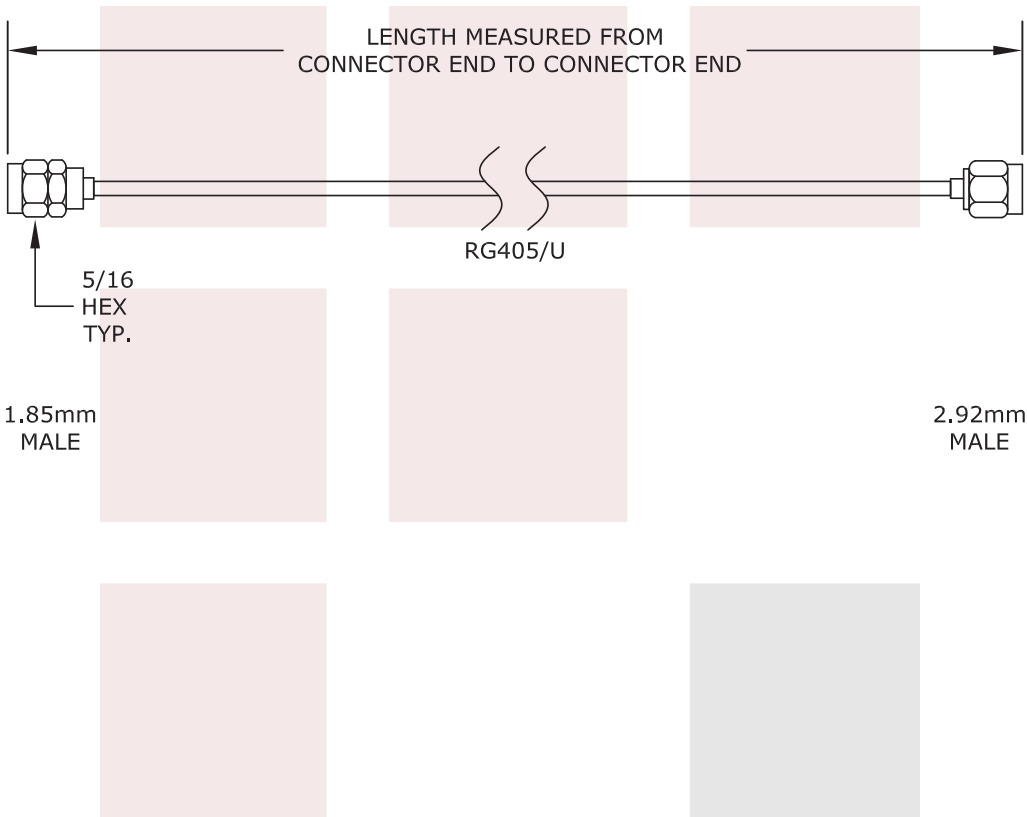 LENGTH MEASURED FROM
CONNECTOR END TO CONNECTOR END
RG405/U
5/16
HEX
TYP.
1.85mm
MALE
2.92mm
MALE